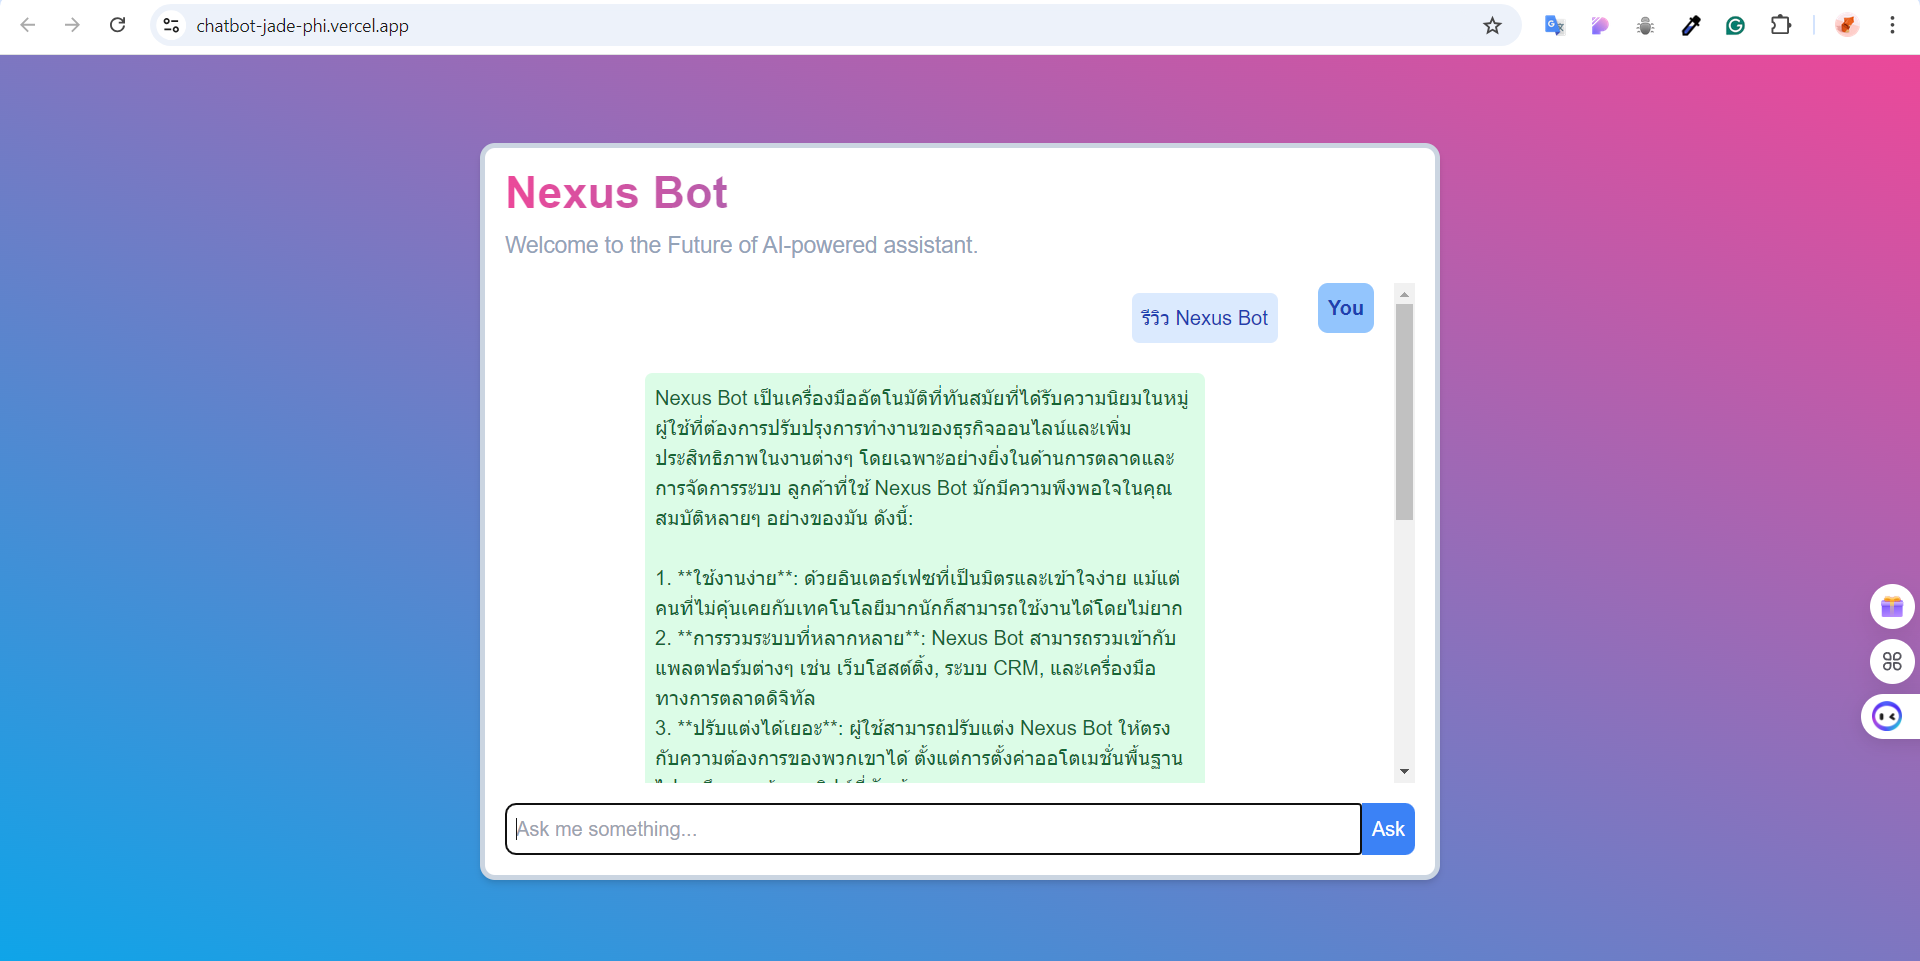 chatbot-jade-phi.vercel.app
Nexus Bot
Welcome to the Future of AI-powered assistant.
รีวิว Nexus Bot
You
Nexus Bot เป็นเครื่องมืออัตโนมัติที่ทันสมัยที่ได้รับความนิยมในหมู่
ผู้ใช้ที่ต้องการปรับปรุงการทำงานของธุรกิจออนไลน์และเพิ่ม
ประสิทธิภาพในงานต่างๆ โดยเฉพาะอย่างยิ่งในด้านการตลาดและ
การจัดการระบบ ลูกค้าที่ใช้ Nexus Bot มักมีความพึงพอใจในคุณ
สมบัติหลายๆ อย่างของมัน ดังนี้:
1. **ใช้งานง่าย**: ด้วยอินเตอร์เฟซที่เป็นมิตรและเข้าใจง่าย แม้แต่
คนที่ไม่คุ้นเคยกับเทคโนโลยีมากนักก็สามารถใช้งานได้โดยไม่ยาก
2. **การรวมระบบที่หลากหลาย**: Nexus Bot สามารถรวมเข้ากับ
แพลตฟอร์มต่างๆ เช่น เว็บโฮสต์ติ้ง, ระบบ CRM, และเครื่องมือ
ทางการตลาดดิจิทัล
3. **ปรับแต่งได้เยอะ**: ผู้ใช้สามารถปรับแต่ง Nexus Bot ให้ตรง
กับความต้องการของพวกเขาได้ ตั้งแต่การตั้งค่าออโตเมชั่นพื้นฐาน
Ask me something...
Ask